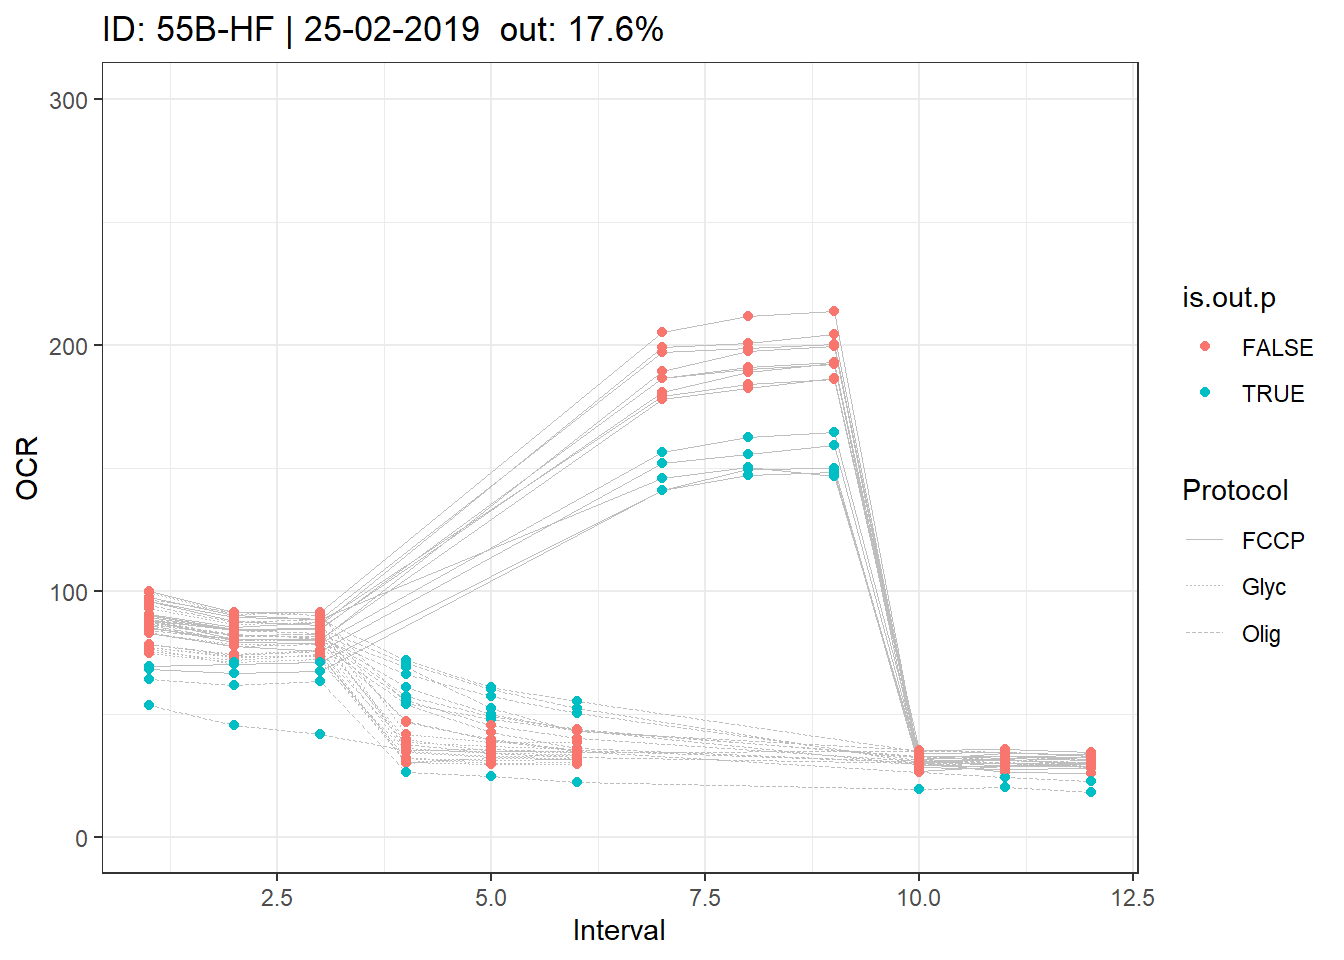 ID: 55B-HF | 25-02-2019  out: 17.6%
300
200
100
0
OCR
2.5 5.0 7.5 10.0 12.5
Interval
is.out.p
FALSE
TRUE
Protocol
FCCP
Glyc
Olig